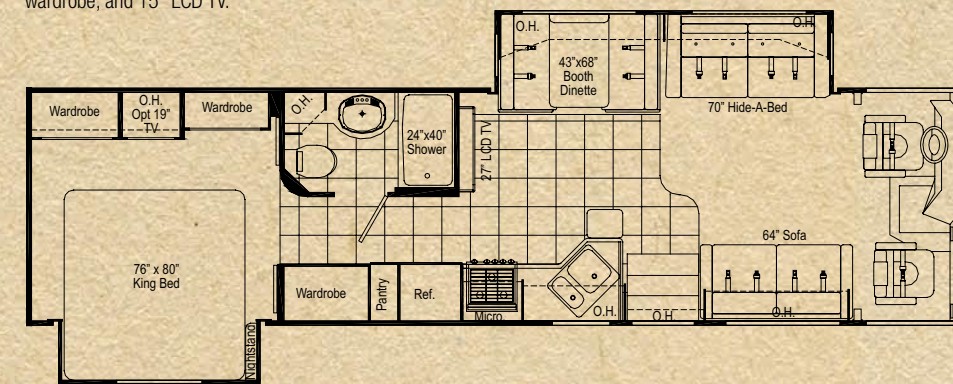 wardrobe, and 15" LCD TV.
O.H.
O.H.
43"x68"
Booth
Dinette
70" Hide-A-Bed
Wardrobe
O.H.
Opt 19"
TV
Wardrobe
O.H.
24"x40"
Shower
27" LCD TV
64" Sofa
76" x 80"
King Bed
Wardrobe
Pantry
Ref.
Micro.
O.H.
O.H.
O.H.
Nightstand